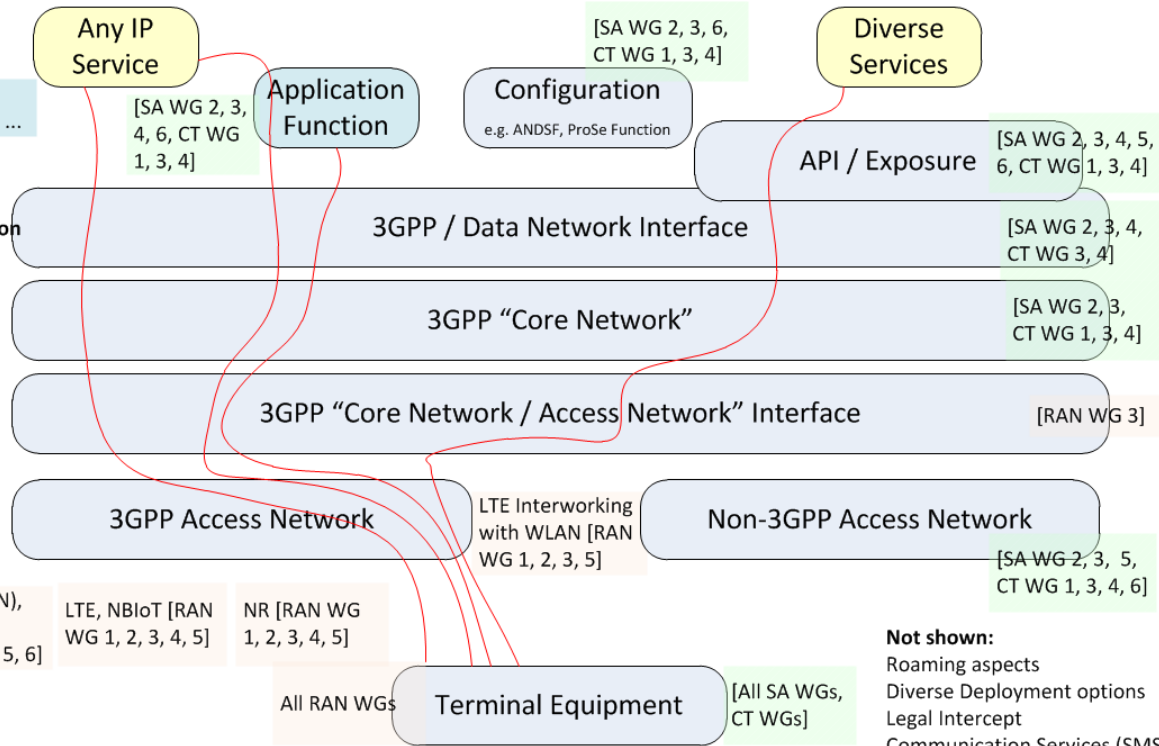 Any IP
Service
[SA WG 2, 3, 6,
CT WG 1, 3, 4]
Diverse
Services
...
[SA WG 2, 3,
4, 6, CT WG
1, 3, 4]
Application
Function
Configuration
e.g. ANDSF, ProSe Function
API / Exposure
[SA WG 2, 3, 4, 5,
6, CT WG 1, 3, 4]
on
3GPP / Data Network Interface
[SA WG 2, 3, 4,
CT WG 3, 4]
3GPP “Core Network”
[SA WG 2, 3,
CT WG 1, 3, 4]
3GPP “Core Network / Access Network” Interface
[RAN WG 3]
3GPP Access Network
LTE Interworking
with WLAN [RAN
WG 1, 2, 3, 5]
Non-3GPP Access Network
[SA WG 2, 3, 5,
CT WG 1, 3, 4, 6]
N),
5, 6]
LTE, NBIoT [RAN
WG 1, 2, 3, 4, 5]
NR [RAN WG
1, 2, 3, 4, 5]
All RAN WGs
Terminal Equipment
[All SA WGs,
CT WGs]
Not shown:
Roaming aspects
Diverse Deployment options
Legal Intercept
Communication Services (SMS